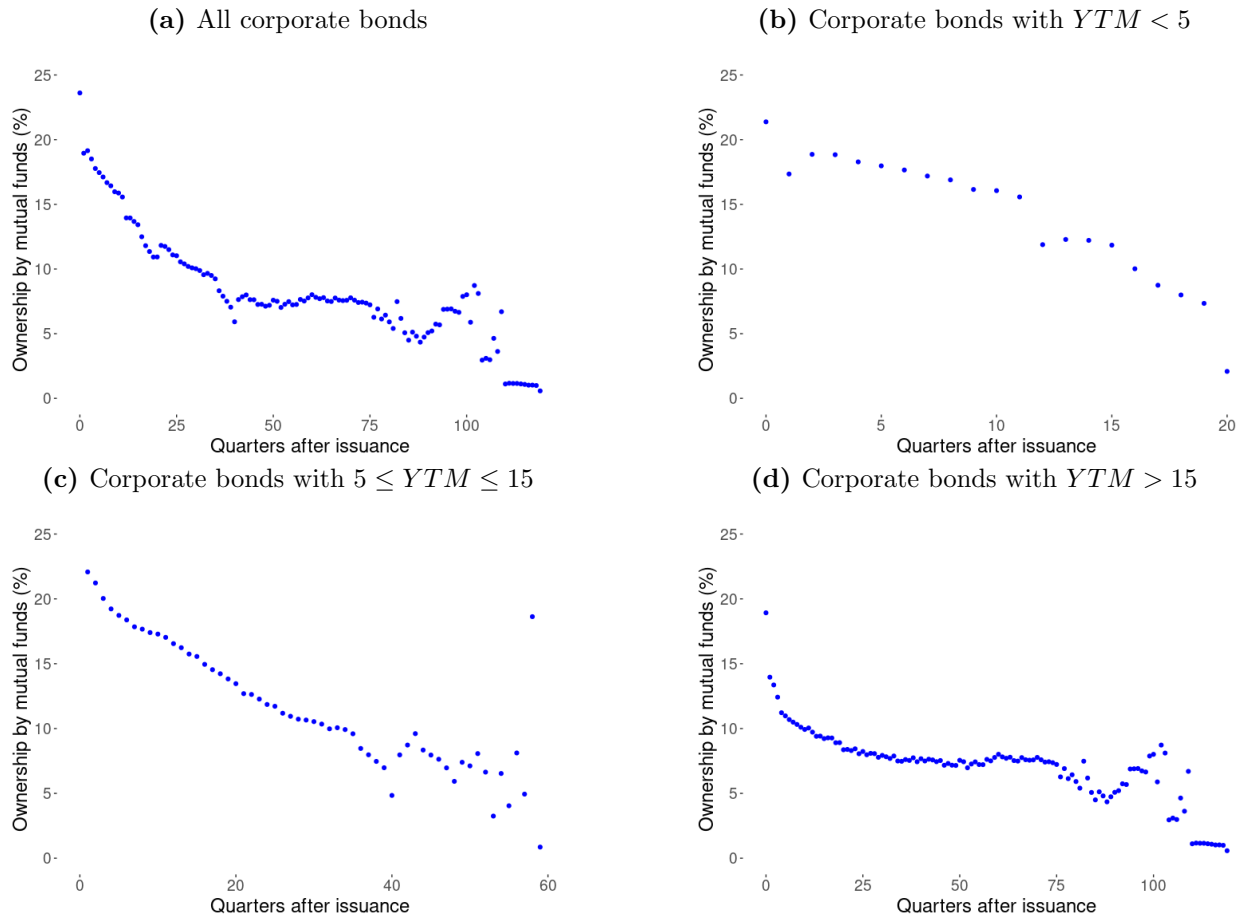 (a) All corporate bonds
Ownership by mutual funds (%)
25
20
15
10
5
0
0 25 50 75 100
Quarters after issuance
(b) Corporate bonds with YTM < 5
Ownership by mutual funds (%)
25
20
15
10
5
0
0 5 10 15 20
Quarters after issuance
(c) Corporate bonds with 5 ≤ YTM ≤ 15
Ownership by mutual funds (%)
25
20
15
10
5
0
0 20 40 60
Quarters after issuance
(d) Corporate bonds with YTM > 15
Ownership by mutual funds (%)
25
20
15
10
5
0
0 25 50 75 100
Quarters after issuance